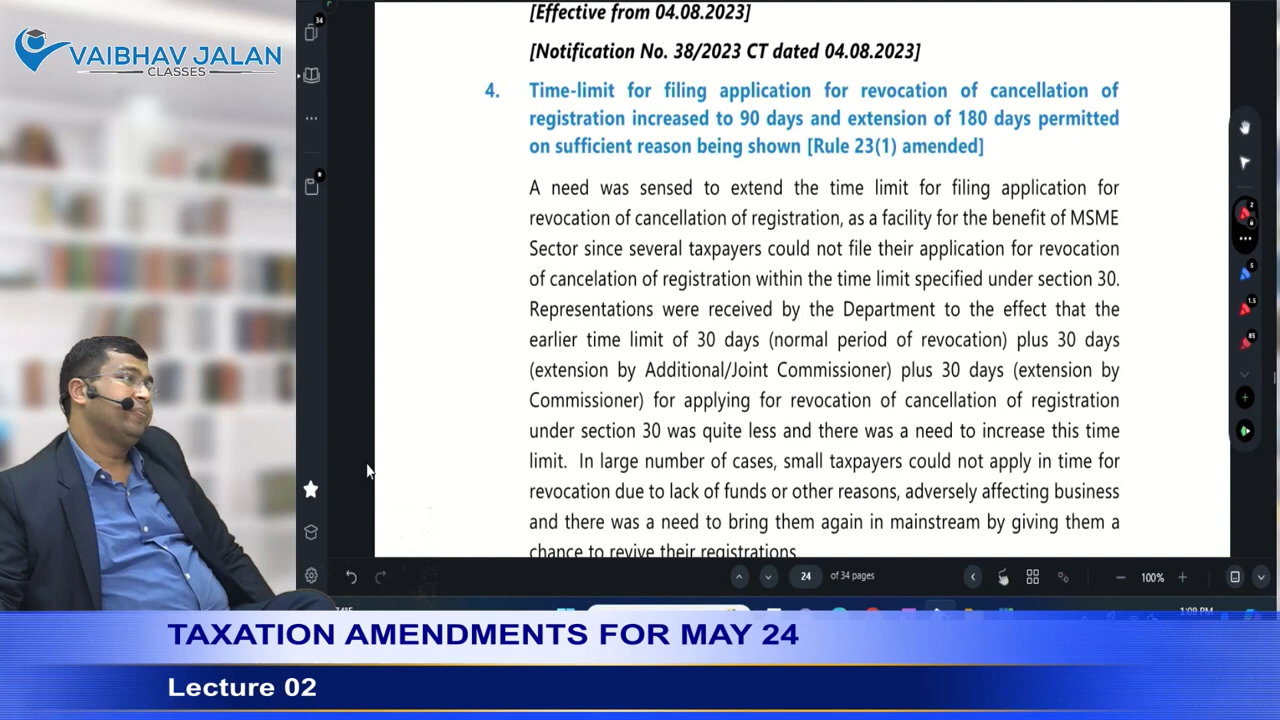 VAIBHAV JALAN
CLASSES
34
[Effective from 04.08.2023]
[Notification No. 38/2023 CT dated 04.08.2023]
4. Time-limit for filing application for revocation of cancellation of
registration increased to 90 days and extension of 180 days permitted
on sufficient reason being shown [Rule 23(1) amended]
A need was sensed to extend the time limit for filing application for
revocation of cancellation of registration, as a facility for the benefit of MSME
Sector since several taxpayers could not file their application for revocation
of cancelation of registration within the time limit specified under section 30.
Representations were received by the Department to the effect that the
earlier time limit of 30 days (normal period of revocation) plus 30 days
(extension by Additional/Joint Commissioner) plus 30 days (extension by
Commissioner) for applying for revocation of cancellation of registration
under section 30 was quite less and there was a need to increase this time
limit. In large number of cases, small taxpayers could not apply in time for
revocation due to lack of funds or other reasons, adversely affecting business
and there was a need to bring them again in mainstream by giving them a
chance to revive their registrations.
2
5
1.5
85
24 of 34 pages
100%
1:09 PM
TAXATION AMENDMENTS FOR MAY 24
Lecture 02